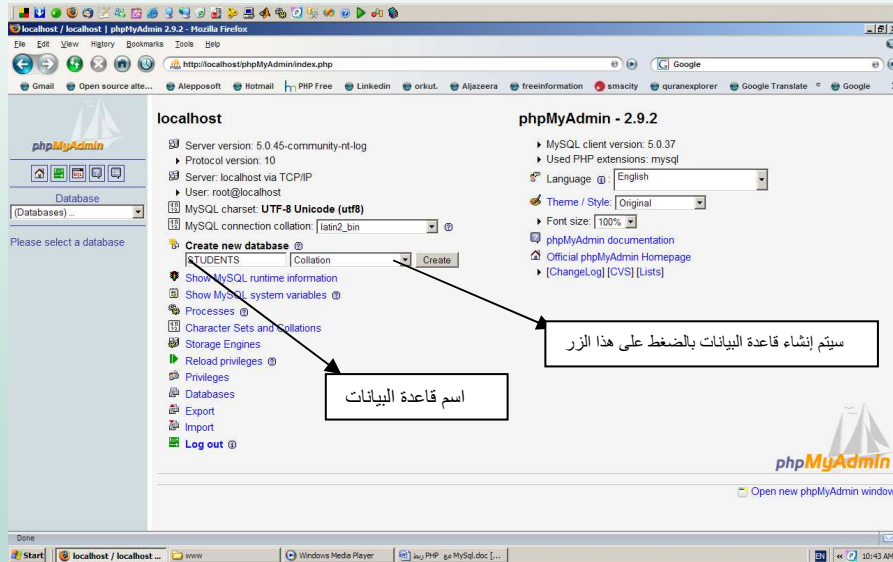 localhost / localhost | phpMyAdmin 2.9.2 - Mozilla Firefox
File Edit View History Bookmarks Tools Help
http://localhost/phpMyAdmin/index.php
Google
Gmail Open source alte... Alepposoft Hotmail PHP Free Linkedin orkut. Aljazeera freeinformation smscity quranexplorer Google Translate Google
phpMyAdmin
Database
(Databases) ...
Please select a database
localhost
Server version: 5.0.45-community-nt-log
Protocol version: 10
Server: localhost via TCP/IP
User: root@localhost
MySQL charset: UTF-8 Unicode (utf8)
MySQL connection collation: latin2_bin
Create new database
STUDENTS Collation Create
Show MySQL runtime information
Show MySQL system variables
Processes
Character Sets and Collations
Storage Engines
Reload privileges
Privileges
Databases
Export
Import
Log out
phpMyAdmin - 2.9.2
MySQL client version: 5.0.37
Used PHP extensions: mysql
Language : English
Theme / Style: Original
Font size: 100%
phpMyAdmin documentation
Official phpMyAdmin Homepage
[ChangeLog] [CVS] [Lists]
سيتم إنشاء قاعدة البيانات بالضغط على هذا الزر
اسم قاعدة البيانات
phpMyAdmin
Open new phpMyAdmin window
Done
Start localhost / localhost ... www Windows Media Player ربط PHP مع MySql.doc [... EN 10:43 AM